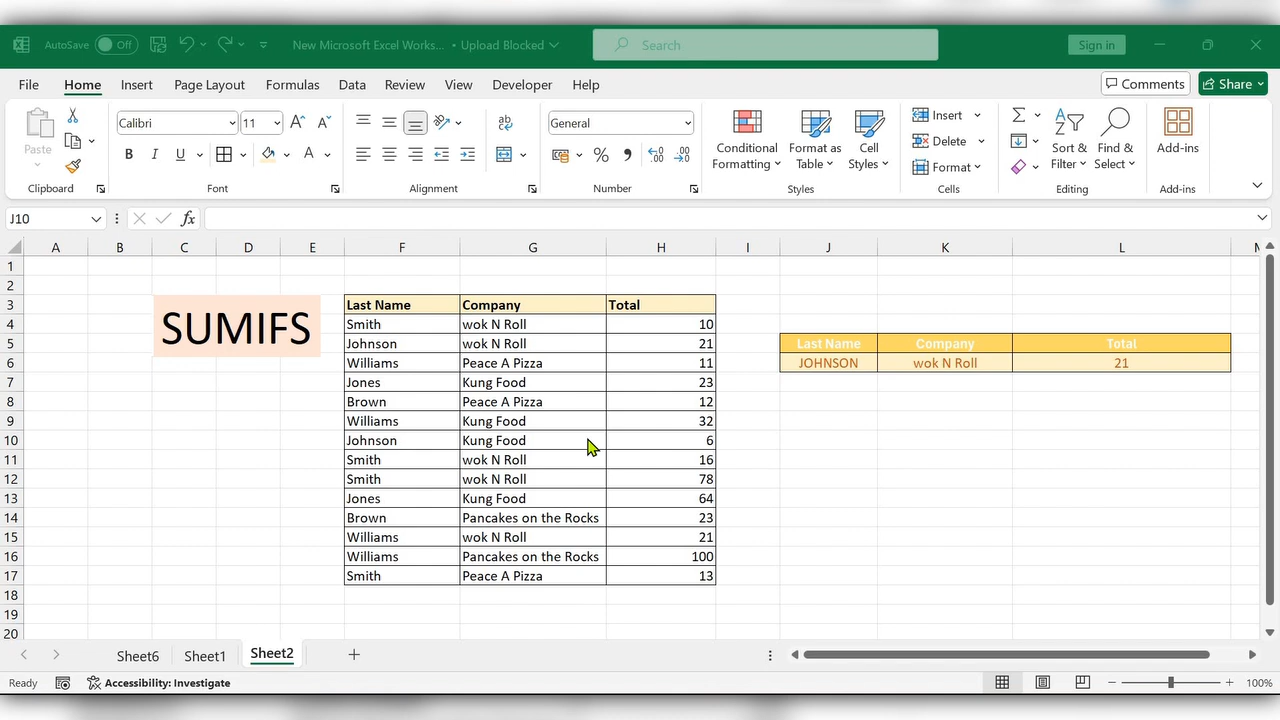 AutoSave Off New Microsoft Excel Works... • Upload Blocked Search Sign in
File Home Insert Page Layout Formulas Data Review View Developer Help Comments Share
Paste Calibri 11 General Conditional Formatting Format as Table Cell Styles Insert Delete Format Sort & Filter Find & Select Add-ins
Clipboard Font Alignment Number Styles Cells Editing Add-ins
J10 fx
A B C D E F G H I J K L
1
2
3 Last Name Company Total
SUMIFS
4 Smith wok N Roll 10
5 Johnson wok N Roll 21 Last Name Company Total
6 Williams Peace A Pizza 11 JOHNSON wok N Roll 21
7 Jones Kung Food 23
8 Brown Peace A Pizza 12
9 Williams Kung Food 32
10 Johnson Kung Food 6
11 Smith wok N Roll 16
12 Smith wok N Roll 78
13 Jones Kung Food 64
14 Brown Pancakes on the Rocks 23
15 Williams wok N Roll 21
16 Williams Pancakes on the Rocks 100
17 Smith Peace A Pizza 13
18
19
20
Sheet6 Sheet1 Sheet2
Ready Accessibility: Investigate 100%